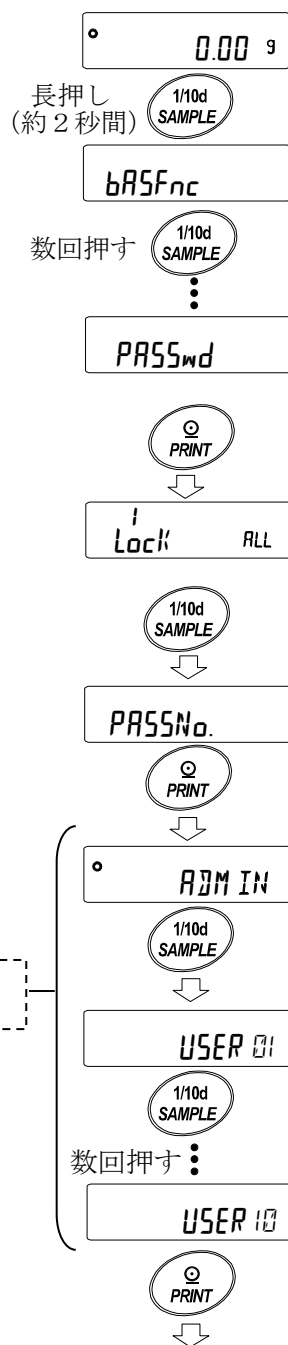 0.00 g
長押し
(約２秒間)
1/10d
SAMPLE
bASFnc
数回押す
1/10d
SAMPLE
PASSwd
PRINT
1
Lock ALL
1/10d
SAMPLE
PASSNo.
PRINT
ADMIN
1/10d
SAMPLE
USER 01
1/10d
SAMPLE
数回押す
USER 10
PRINT